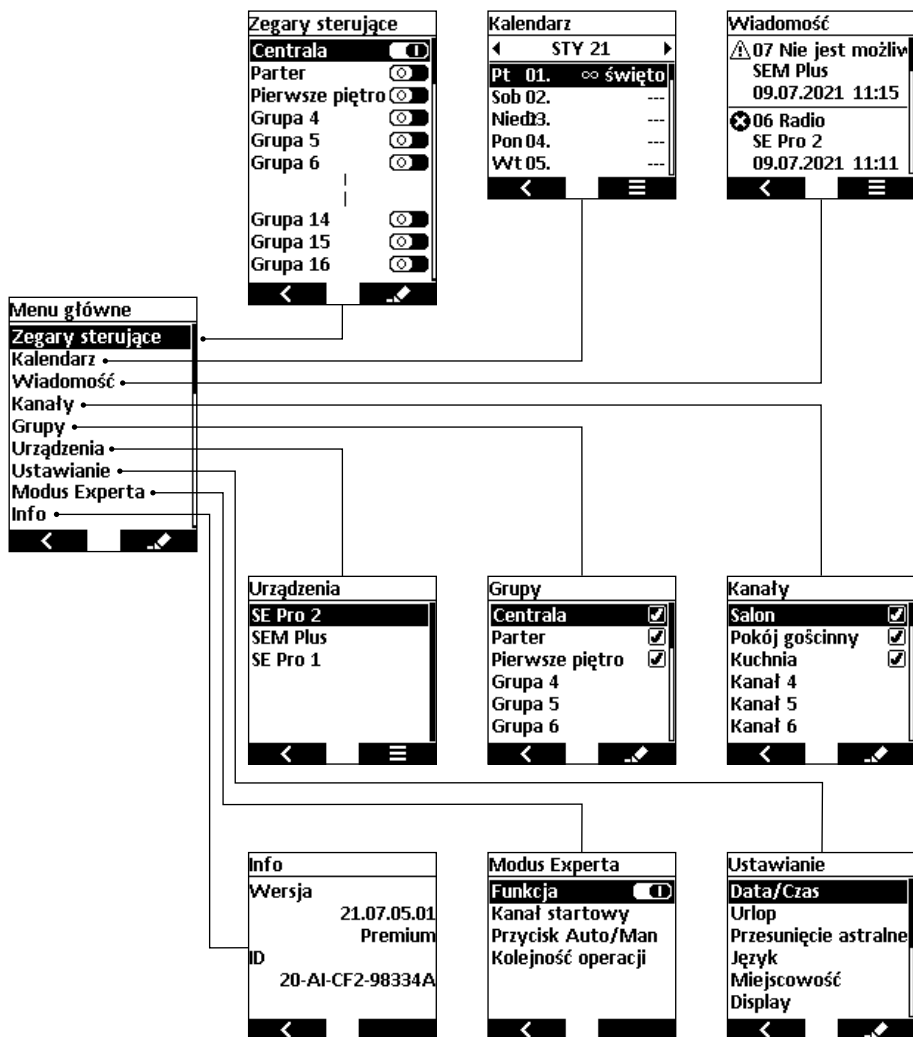 Zegary sterujące
Centrala
Parter
Pierwsze piętro
Grupa 4
Grupa 5
Grupa 6
Grupa 14
Grupa 15
Grupa 16
Kalendarz
STY 21
Pt 01. ∞ święto
Sob 02. ---
Niedz 03. ---
Pon 04. ---
Wt 05. ---
Wiadomość
07 Nie jest możliw
SEM Plus
09.07.2021 11:15
06 Radio
SE Pro 2
09.07.2021 11:11
Menu główne
Zegary sterujące
Kalendarz
Wiadomość
Kanały
Grupy
Urządzenia
Ustawianie
Modus Experta
Info
Urządzenia
SE Pro 2
SEM Plus
SE Pro 1
Grupy
Centrala
Parter
Pierwsze piętro
Grupa 4
Grupa 5
Grupa 6
Kanały
Salon
Pokój gościnny
Kuchnia
Kanał 4
Kanał 5
Kanał 6
Info
Wersja
21.07.05.01
Premium
ID
20-AI-CF2-98334A
Modus Experta
Funkcja
Kanał startowy
Przycisk Auto/Man
Kolejność operacji
Ustawianie
Data/Czas
Urlop
Przesunięcie astralne
Język
Miejscowość
Display